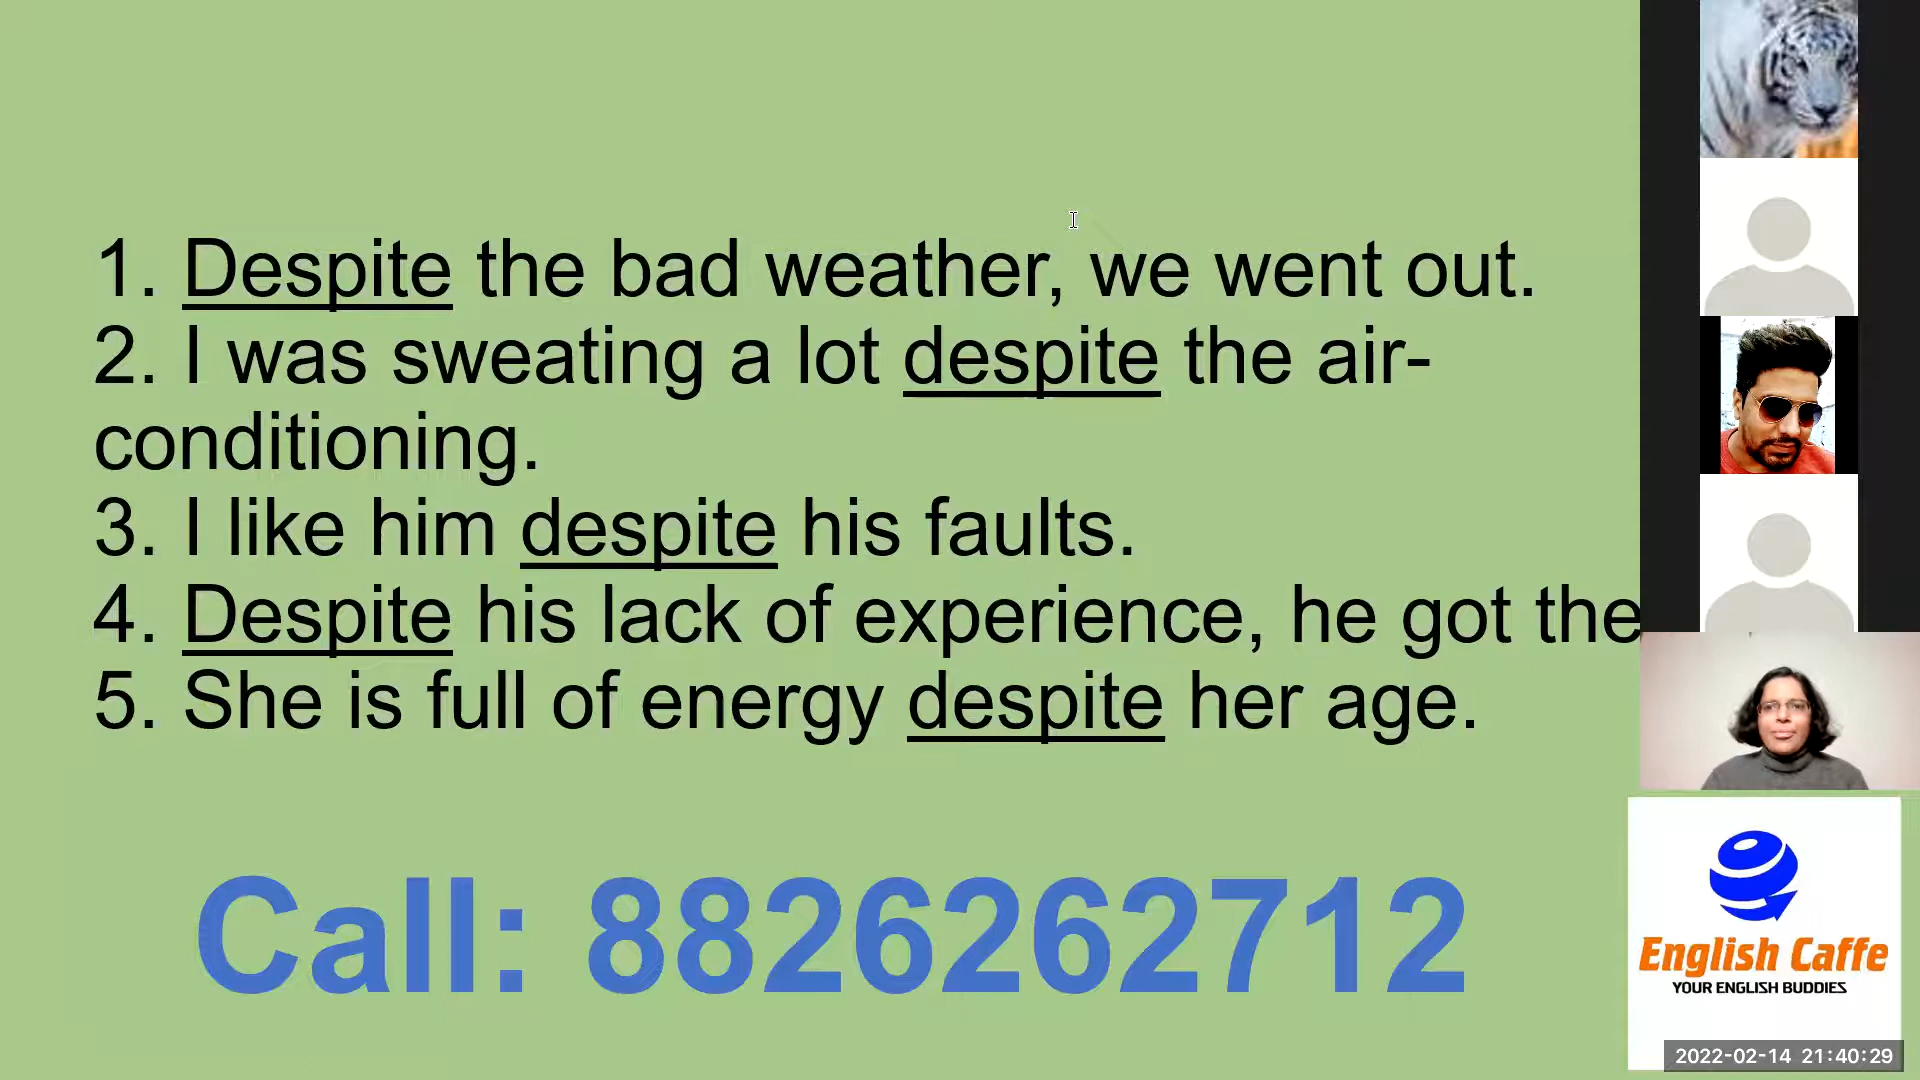 1. Despite the bad weather, we went out.
2. I was sweating a lot despite the air-
conditioning.
3. I like him despite his faults.
4. Despite his lack of experience, he got the
5. She is full of energy despite her age.
Call: 8826262712
English Caffe
YOUR ENGLISH BUDDIES
2022-02-14 21:40:29